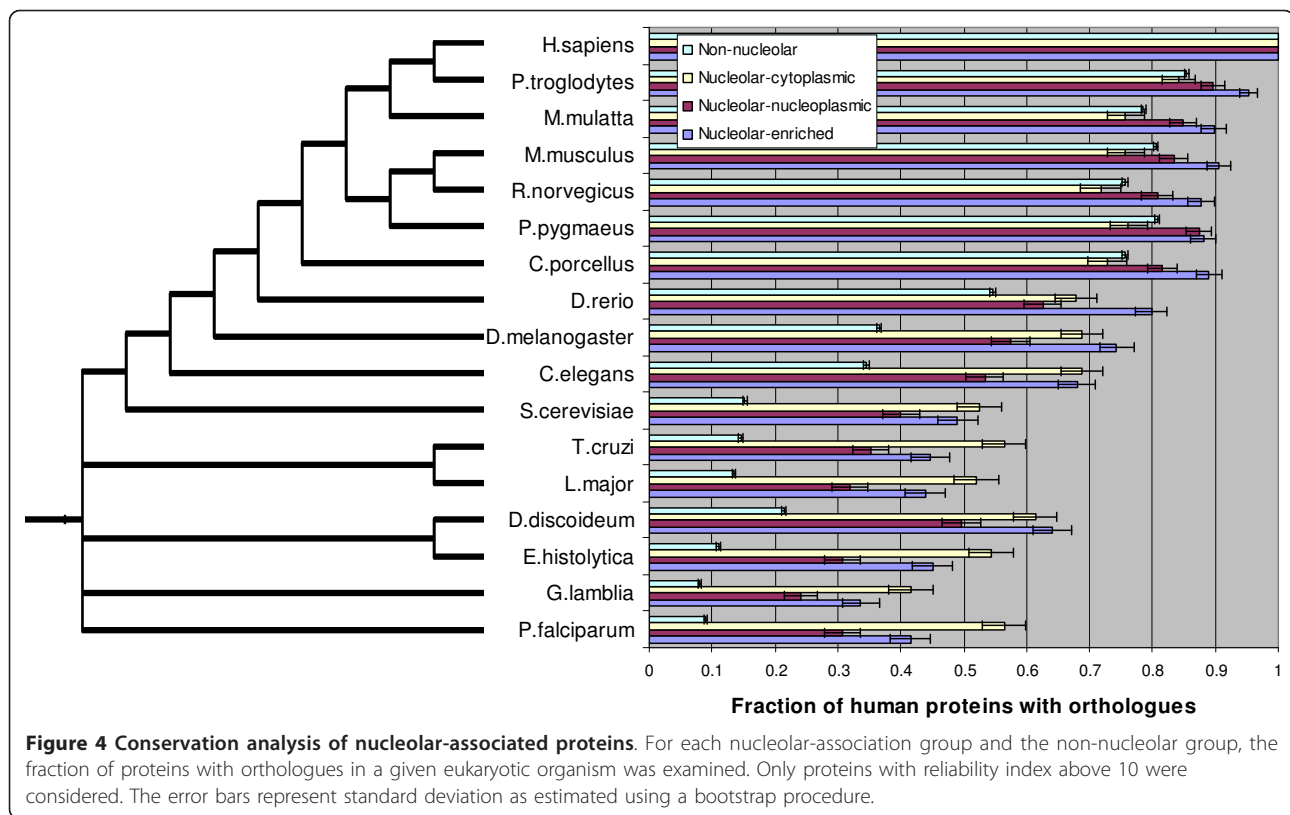 H.sapiens
P.troglodytes
M.mulatta
M.musculus
R.norvegicus
P.pygmaeus
C.porcellus
D.rerio
D.melanogaster
C.elegans
S.cerevisiae
T.cruzi
L.major
D.discoideum
E.histolytica
G.lamblia
P.falciparum
Non-nucleolar
Nucleolar-cytoplasmic
Nucleolar-nucleoplasmic
Nucleolar-enriched
0 0.1 0.2 0.3 0.4 0.5 0.6 0.7 0.8 0.9 1
Fraction of human proteins with orthologues
Figure 4 Conservation analysis of nucleolar-associated proteins. For each nucleolar-association group and the non-nucleolar group, the
fraction of proteins with orthologues in a given eukaryotic organism was examined. Only proteins with reliability index above 10 were
considered. The error bars represent standard deviation as estimated using a bootstrap procedure.